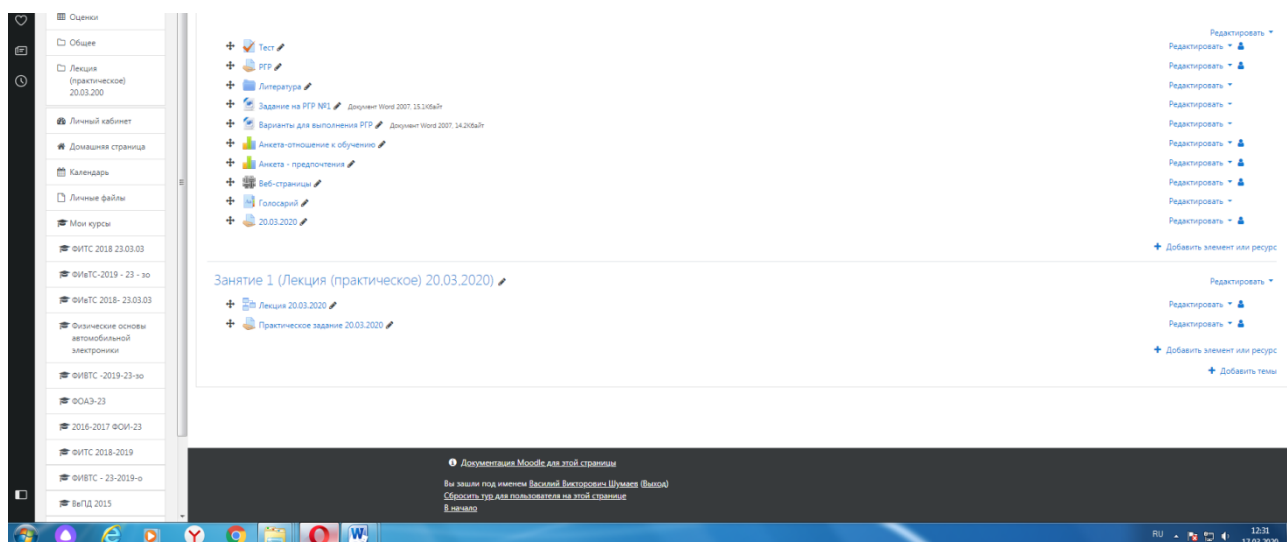 Оценки
Общее
Лекция
(практическое)
20.03.200
Личный кабинет
Домашняя страница
Календарь
Личные файлы
Мои курсы
ФИТС 2018 23.03.03
ФИвТС-2019 - 23 - зо
ФИвТС 2018- 23.03.03
Физические основы
автомобильной
электроники
ФИВТС -2019-23-зо
ФОАЭ-23
2016-2017 ФОИ-23
ФИТС 2018-2019
ФИВТС - 23-2019-о
ВеПД 2015
Редактировать
Тест Редактировать
РГР Редактировать
Литература Редактировать
Задание на РГР №1 Документ Word 2007, 15.1Кбайт Редактировать
Варианты для выполнения РГР Документ Word 2007, 14.2Кбайт Редактировать
Анкета-отношение к обучению Редактировать
Анкета - предпочтения Редактировать
Веб-страницы Редактировать
Голосарий Редактировать
20.03.2020 Редактировать
Добавить элемент или ресурс
Занятие 1 (Лекция (практическое) 20.03.2020) Редактировать
Лекция 20.03.2020 Редактировать
Практическое задание 20.03.2020 Редактировать
Добавить элемент или ресурс
Добавить темы
Документация Moodle для этой страницы
Вы зашли под именем Василий Викторович Шумаев (Выход)
Сбросить тур для пользователя на этой странице
В начало
RU 12:31
17.03.2020